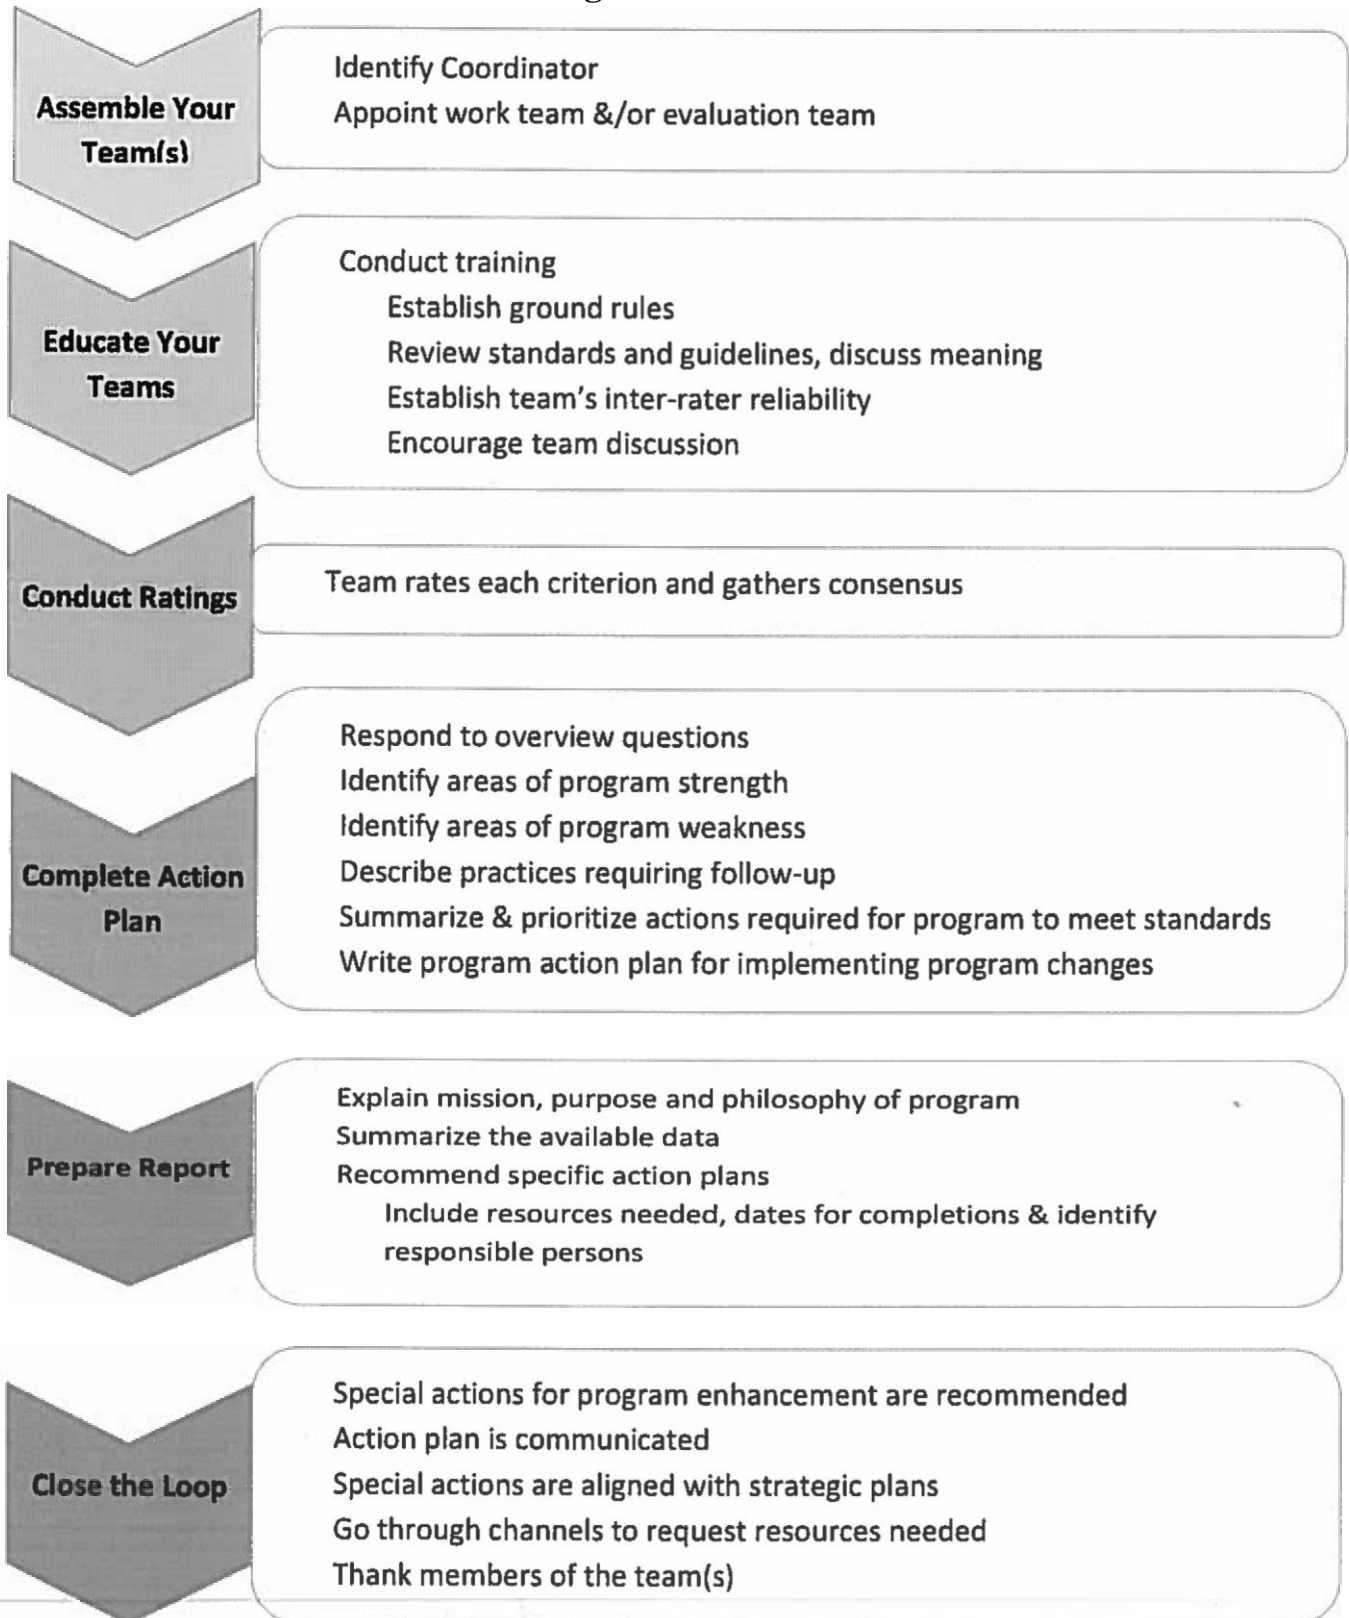 Assemble Your
Team(s)
Identify Coordinator
Appoint work team &/or evaluation team
Educate Your
Teams
Conduct training
Establish ground rules
Review standards and guidelines, discuss meaning
Establish team's inter-rater reliability
Encourage team discussion
Conduct Ratings
Team rates each criterion and gathers consensus
Complete Action
Plan
Respond to overview questions
Identify areas of program strength
Identify areas of program weakness
Describe practices requiring follow-up
Summarize & prioritize actions required for program to meet standards
Write program action plan for implementing program changes
Prepare Report
Explain mission, purpose and philosophy of program
Summarize the available data
Recommend specific action plans
Include resources needed, dates for completions & identify
responsible persons
Close the Loop
Special actions for program enhancement are recommended
Action plan is communicated
Special actions are aligned with strategic plans
Go through channels to request resources needed
Thank members of the team(s)